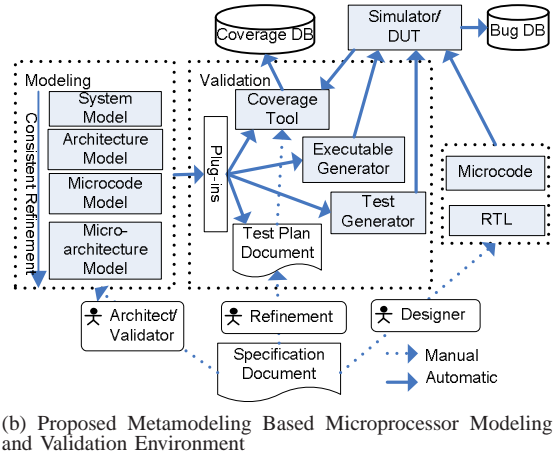 Coverage DB
Simulator/
DUT
Bug DB
Modeling
Validation
Consistent Refinement
System
Model
Architecture
Model
Microcode
Model
Micro-
architecture
Model
Plug-ins
Coverage
Tool
Executable
Generator
Test
Generator
Test Plan
Document
Microcode
RTL
Architect/
Validator
Refinement
Designer
Specification
Document
Manual
Automatic
(b) Proposed Metamodeling Based Microprocessor Modeling
and Validation Environment